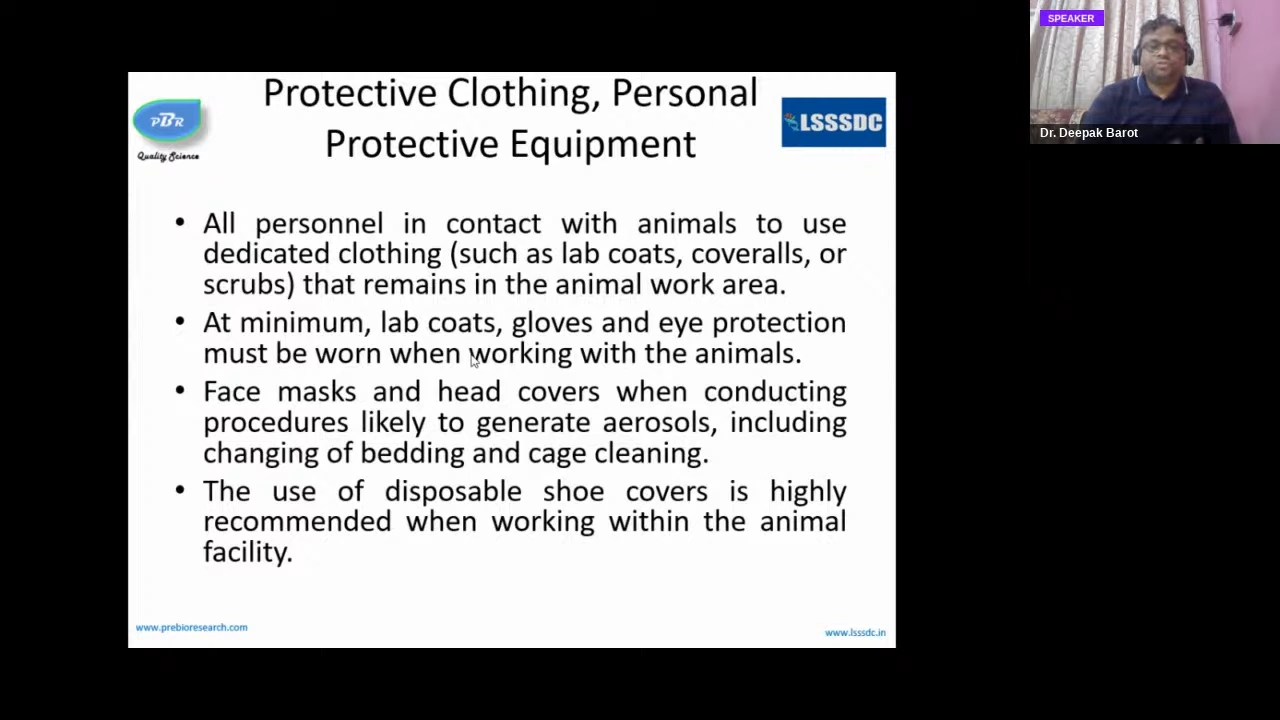 SPEAKER
Dr. Deepak Barot
Protective Clothing, Personal
Protective Equipment
PBR
Quality Science
LSSSDC
• All personnel in contact with animals to use
dedicated clothing (such as lab coats, coveralls, or
scrubs) that remains in the animal work area.
• At minimum, lab coats, gloves and eye protection
must be worn when working with the animals.
• Face masks and head covers when conducting
procedures likely to generate aerosols, including
changing of bedding and cage cleaning.
• The use of disposable shoe covers is highly
recommended when working within the animal
facility.
www.prebioresearch.com
www.lsssdc.in